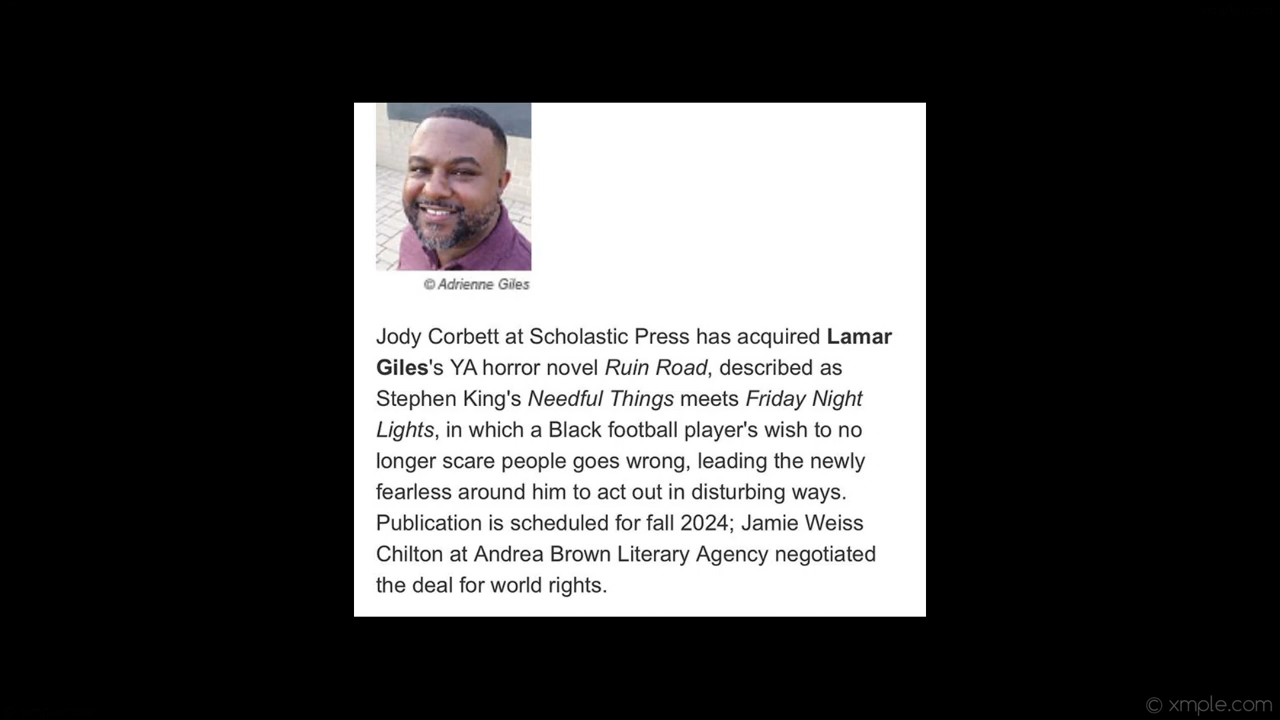 © Adrienne Giles
Jody Corbett at Scholastic Press has acquired Lamar
Giles's YA horror novel Ruin Road, described as
Stephen King's Needful Things meets Friday Night
Lights, in which a Black football player's wish to no
longer scare people goes wrong, leading the newly
fearless around him to act out in disturbing ways.
Publication is scheduled for fall 2024; Jamie Weiss
Chilton at Andrea Brown Literary Agency negotiated
the deal for world rights.
© xmple.com